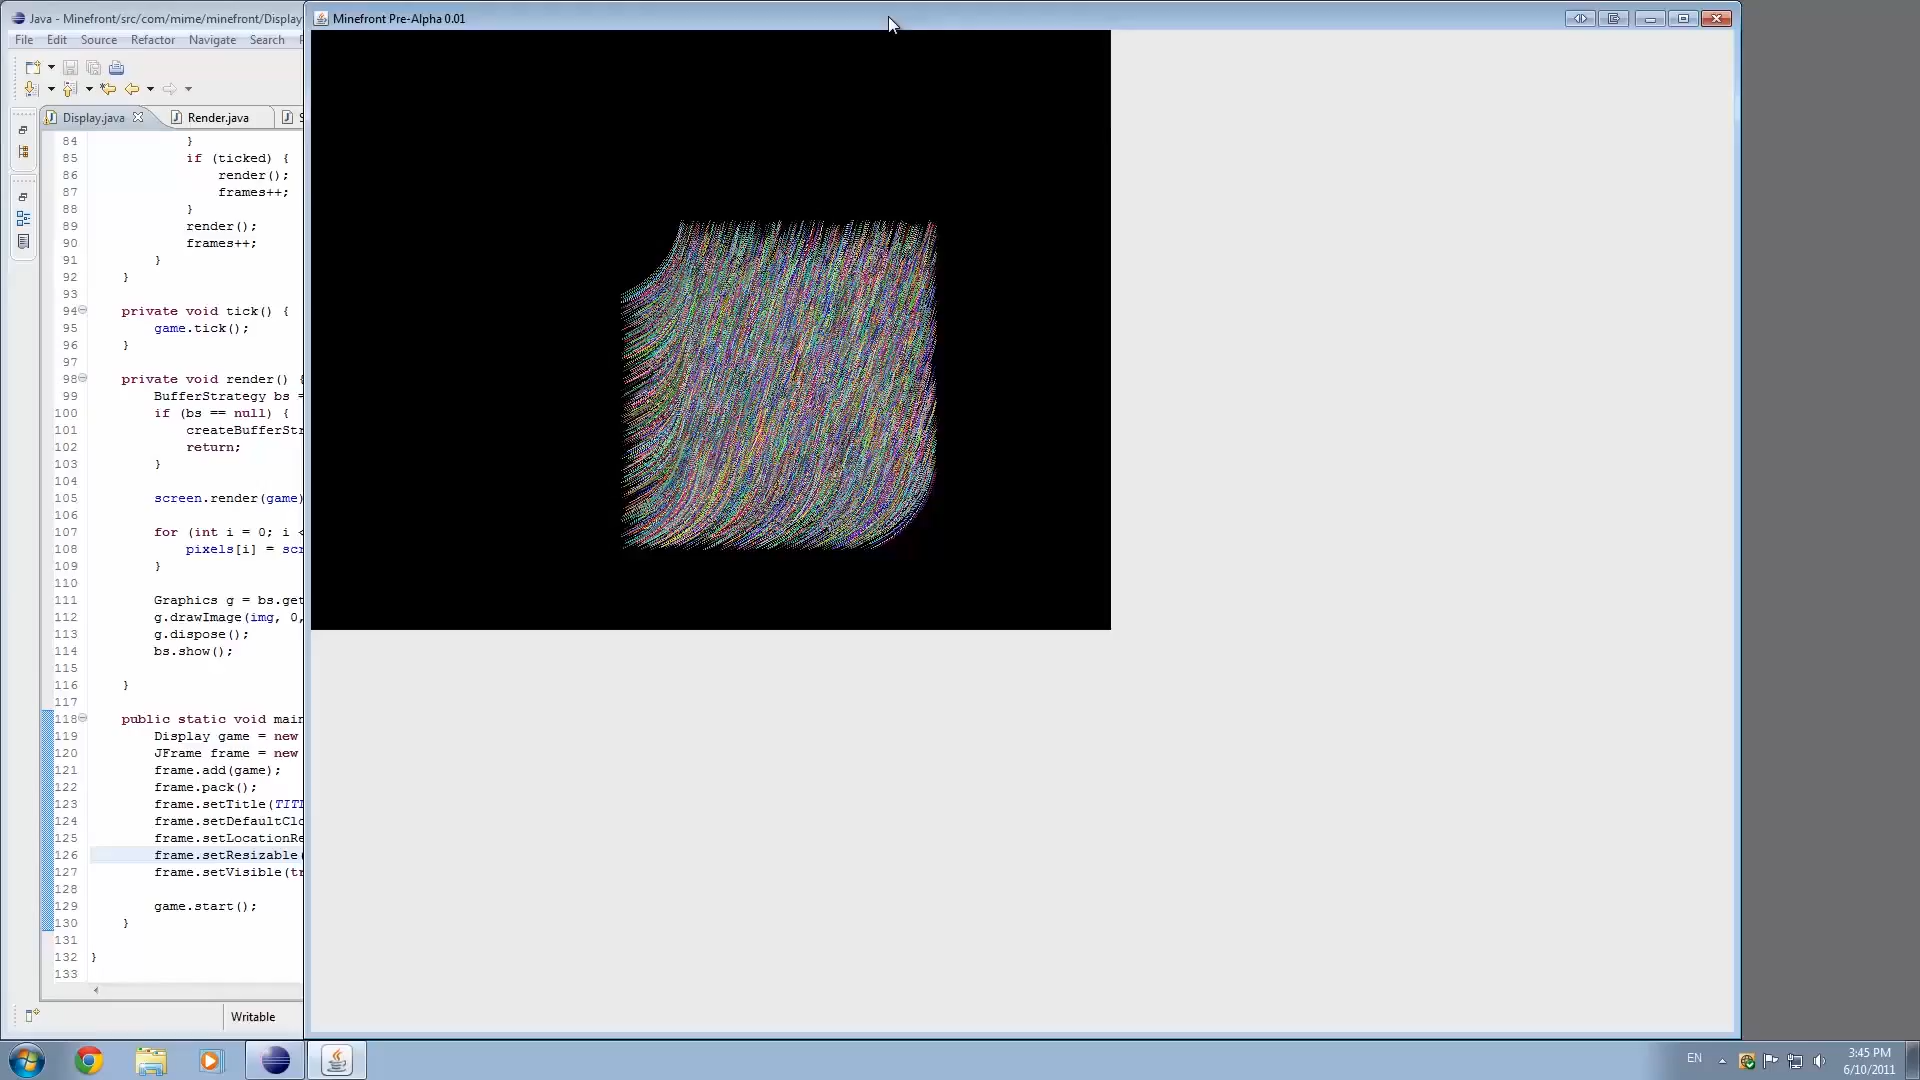 Java - Minefront/src/com/mime/minefront/Display
Minefront Pre-Alpha 0.01
File Edit Source Refactor Navigate Search
Display.java
Render.java
84 }
85 if (ticked) {
86 render();
87 frames++;
88 }
89 render();
90 frames++;
91 }
92 }
93
94 private void tick() {
95 game.tick();
96 }
97
98 private void render() {
99 BufferStrategy bs =
100 if (bs == null) {
101 createBufferStr
102 return;
103 }
104
105 screen.render(game)
106
107 for (int i = 0; i <
108 pixels[i] = scr
109 }
110
111 Graphics g = bs.get
112 g.drawImage(img, 0,
113 g.dispose();
114 bs.show();
115
116 }
117
118 public static void main
119 Display game = new
120 JFrame frame = new
121 frame.add(game);
122 frame.pack();
123 frame.setTitle(TITL
124 frame.setDefaultClo
125 frame.setLocationRe
126 frame.setResizable(
127 frame.setVisible(tr
128
129 game.start();
130 }
131
132 }
133
Writable
EN
3:45 PM
6/10/2011